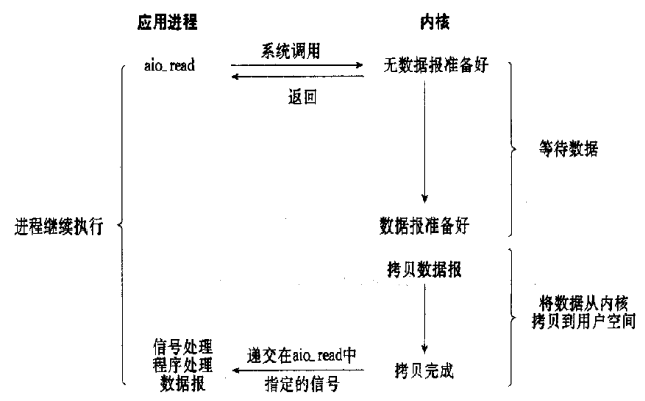 应用进程
内核
aio_read
系统调用
无数据报准备好
返回
等待数据
进程继续执行
数据报准备好
拷贝数据报
将数据从内核
拷贝到用户空间
信号处理
程序处理
数据报
递交在aio_read中
指定的信号
拷贝完成